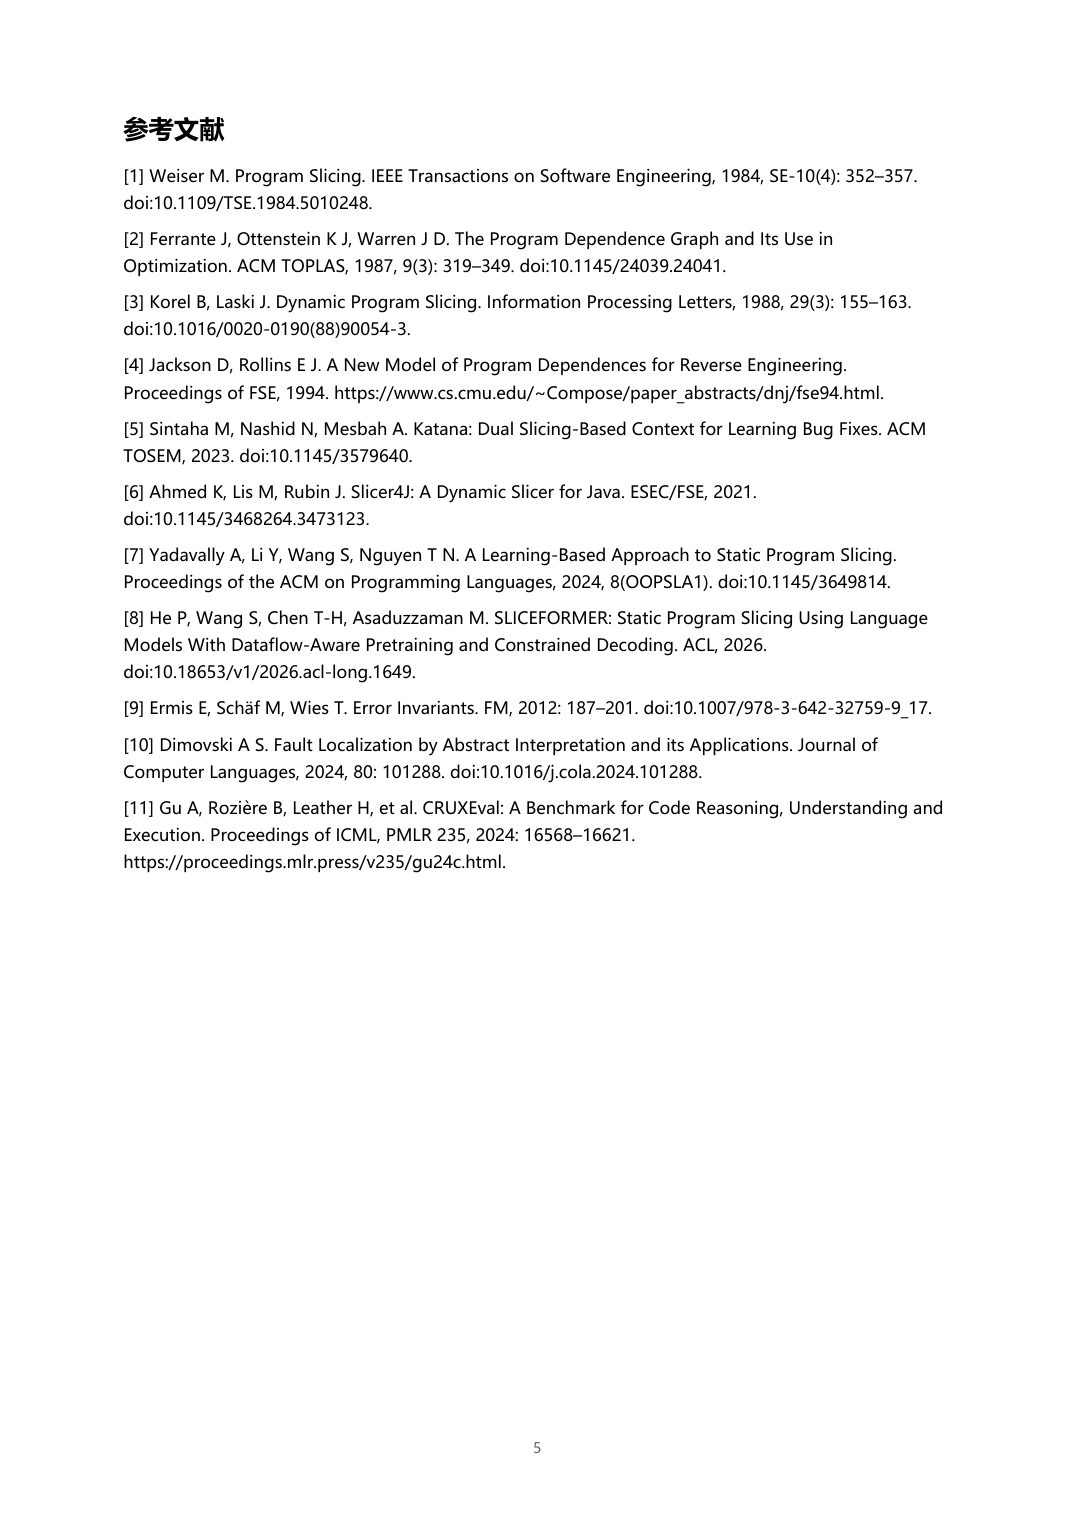 参考文献
[1] Weiser M. Program Slicing. IEEE Transactions on Software Engineering, 1984, SE-10(4): 352–357.
doi:10.1109/TSE.1984.5010248.
[2] Ferrante J, Ottenstein K J, Warren J D. The Program Dependence Graph and Its Use in
Optimization. ACM TOPLAS, 1987, 9(3): 319–349. doi:10.1145/24039.24041.
[3] Korel B, Laski J. Dynamic Program Slicing. Information Processing Letters, 1988, 29(3): 155–163.
doi:10.1016/0020-0190(88)90054-3.
[4] Jackson D, Rollins E J. A New Model of Program Dependences for Reverse Engineering.
Proceedings of FSE, 1994. https://www.cs.cmu.edu/~Compose/paper_abstracts/dnj/fse94.html.
[5] Sintaha M, Nashid N, Mesbah A. Katana: Dual Slicing-Based Context for Learning Bug Fixes. ACM
TOSEM, 2023. doi:10.1145/3579640.
[6] Ahmed K, Lis M, Rubin J. Slicer4J: A Dynamic Slicer for Java. ESEC/FSE, 2021.
doi:10.1145/3468264.3473123.
[7] Yadavally A, Li Y, Wang S, Nguyen T N. A Learning-Based Approach to Static Program Slicing.
Proceedings of the ACM on Programming Languages, 2024, 8(OOPSLA1). doi:10.1145/3649814.
[8] He P, Wang S, Chen T-H, Asaduzzaman M. SLICEFORMER: Static Program Slicing Using Language
Models With Dataflow-Aware Pretraining and Constrained Decoding. ACL, 2026.
doi:10.18653/v1/2026.acl-long.1649.
[9] Ermis E, Schäf M, Wies T. Error Invariants. FM, 2012: 187–201. doi:10.1007/978-3-642-32759-9_17.
[10] Dimovski A S. Fault Localization by Abstract Interpretation and its Applications. Journal of
Computer Languages, 2024, 80: 101288. doi:10.1016/j.cola.2024.101288.
[11] Gu A, Rozière B, Leather H, et al. CRUXEval: A Benchmark for Code Reasoning, Understanding and
Execution. Proceedings of ICML, PMLR 235, 2024: 16568–16621.
https://proceedings.mlr.press/v235/gu24c.html.
5